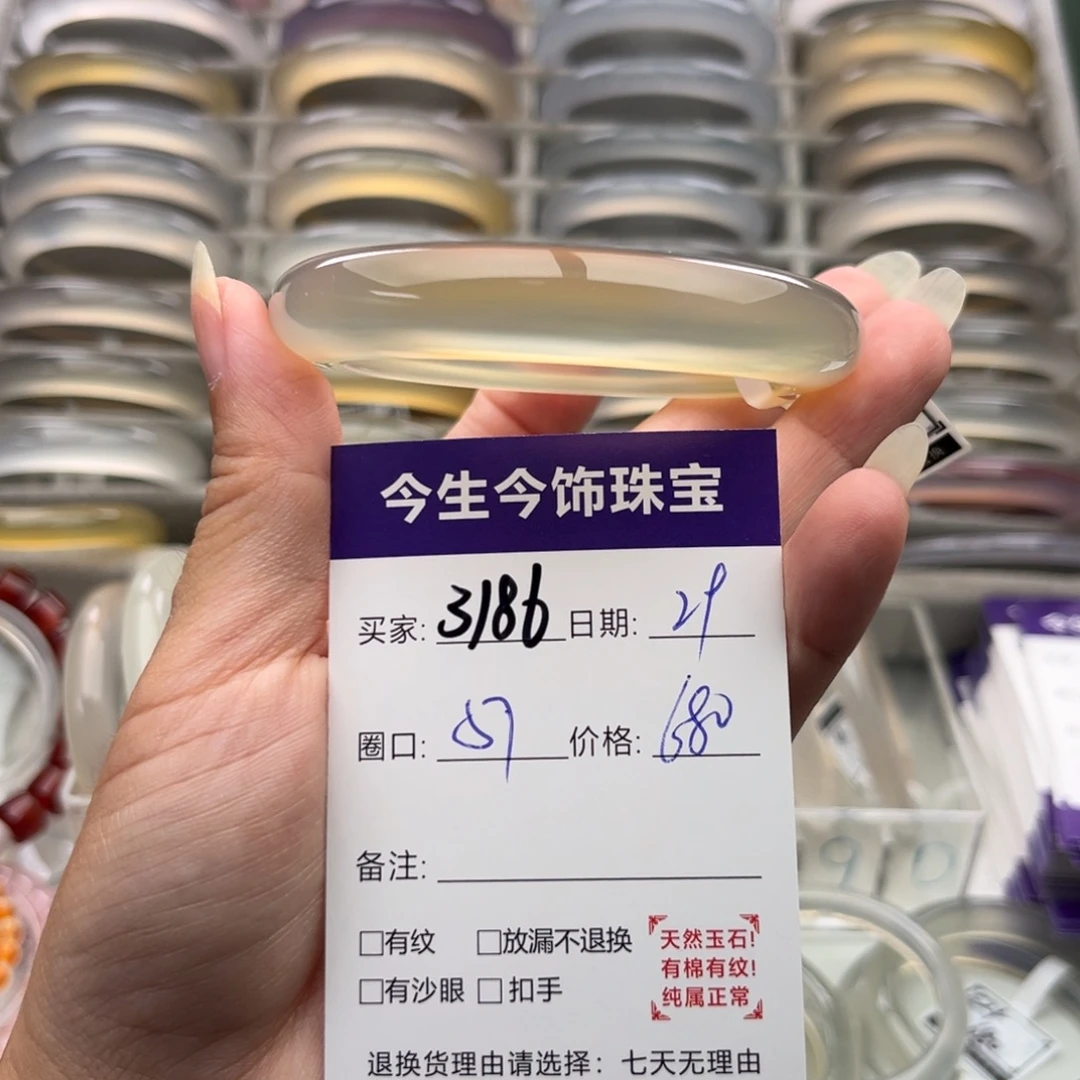 今生今饰珠宝
买家: 3186 日期: 29
圈口: 57 价格: 680
备注:
□有纹 □放漏不退换
□有沙眼 □扣手
天然玉石!
有棉有纹!
纯属正常
退换货理由请选择: 七天无理由
90